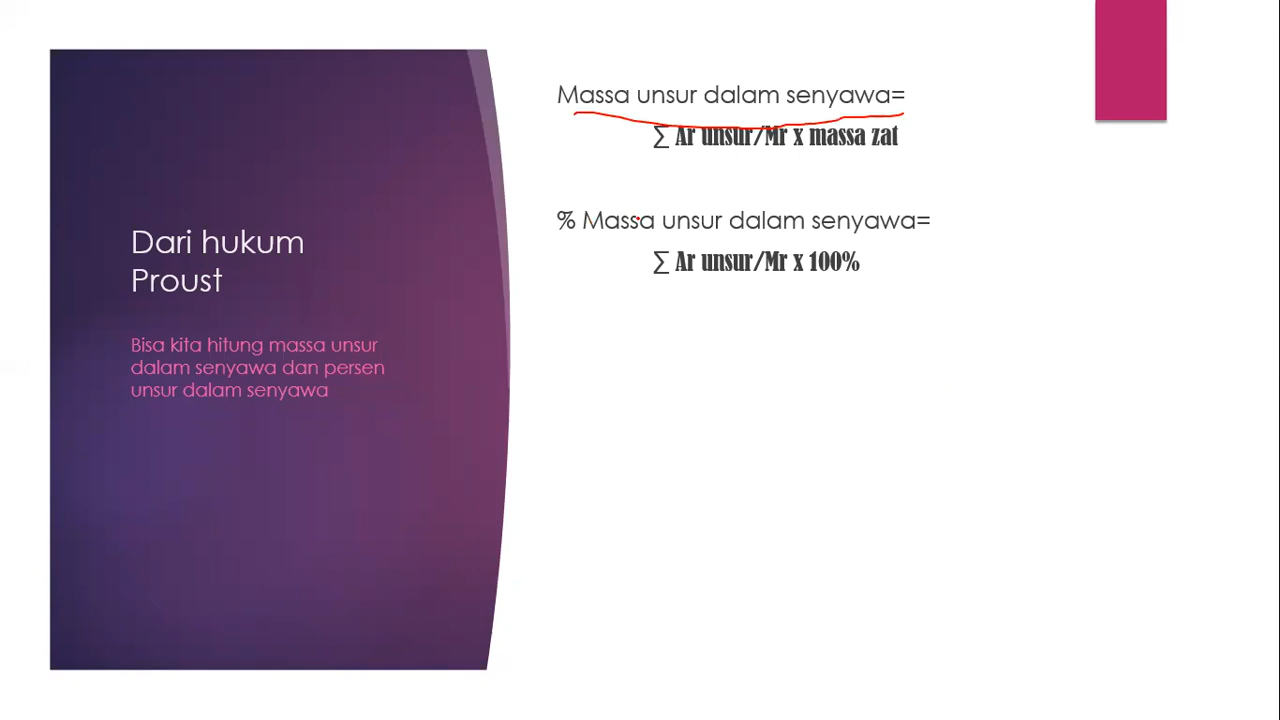 Dari hukum
Proust
Bisa kita hitung massa unsur
dalam senyawa dan persen
unsur dalam senyawa
Massa unsur dalam senyawa=
∑ Ar unsur/Mr x massa zat
% Massa unsur dalam senyawa=
∑ Ar unsur/Mr x 100%